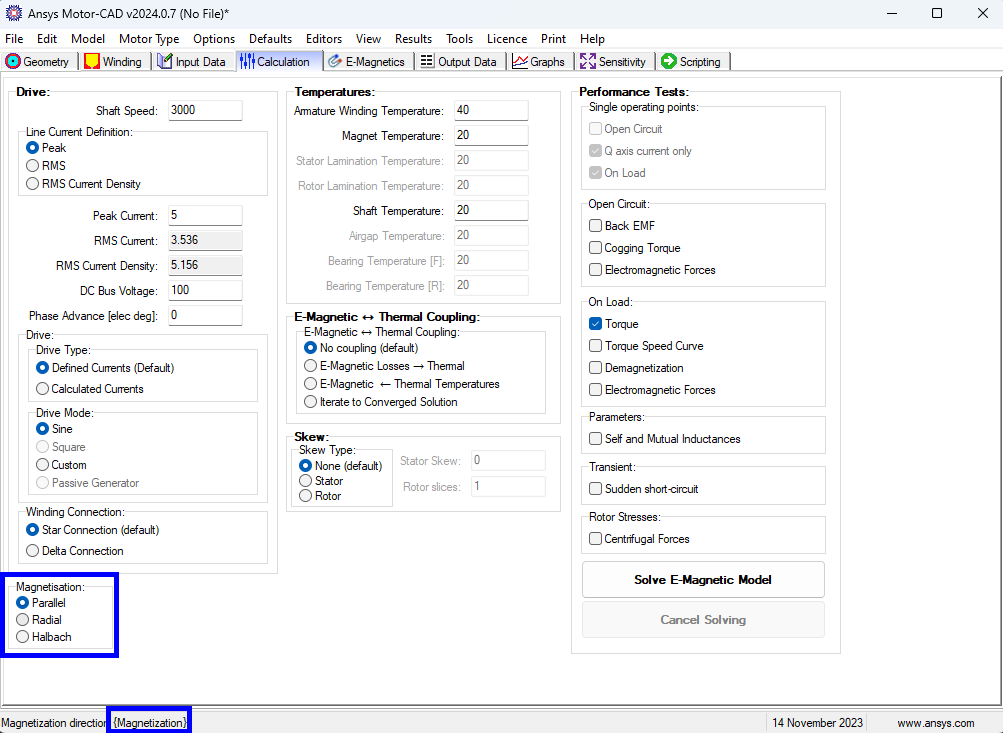 Ansys Motor-CAD v2024.0.7 (No File)*
File Edit Model Motor Type Options Defaults Editors View Results Tools Licence Print Help
Geometry Winding Input Data Calculation E-Magnetics Output Data Graphs Sensitivity Scripting
Drive:
Shaft Speed: 3000
Line Current Definition:
Peak
RMS
RMS Current Density
Peak Current: 5
RMS Current: 3.536
RMS Current Density: 5.156
DC Bus Voltage: 100
Phase Advance [elec deg]: 0
Drive:
Drive Type:
Defined Currents (Default)
Calculated Currents
Drive Mode:
Sine
Square
Custom
Passive Generator
Winding Connection:
Star Connection (default)
Delta Connection
Magnetisation:
Parallel
Radial
Halbach
Temperatures:
Armature Winding Temperature: 40
Magnet Temperature: 20
Stator Lamination Temperature: 20
Rotor Lamination Temperature: 20
Shaft Temperature: 20
Airgap Temperature: 20
Bearing Temperature [F]: 20
Bearing Temperature [R]: 20
E-Magnetic ↔ Thermal Coupling:
E-Magnetic ↔ Thermal Coupling:
No coupling (default)
E-Magnetic Losses → Thermal
E-Magnetic ← Thermal Temperatures
Iterate to Converged Solution
Skew:
Skew Type:
None (default)
Stator
Rotor
Stator Skew: 0
Rotor slices: 1
Performance Tests:
Single operating points:
Open Circuit
Q axis current only
On Load
Open Circuit:
Back EMF
Cogging Torque
Electromagnetic Forces
On Load:
Torque
Torque Speed Curve
Demagnetization
Electromagnetic Forces
Parameters:
Self and Mutual Inductances
Transient:
Sudden short-circuit
Rotor Stresses:
Centrifugal Forces
Solve E-Magnetic Model
Cancel Solving
Magnetization direction {Magnetization} 14 November 2023 www.ansys.com